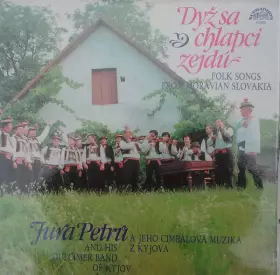 Dyž sa
chlapci
zejdú
FOLK SONGS
FROM MORAVIAN SLOVAKIA
Jura Petrů
AND HIS
DULCIMER BAND
OF KYJOV
A JEHO CIMBÁLOVÁ MUZIKA
Z KYJOVA